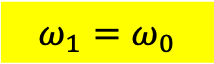 ω₁ = ω₀